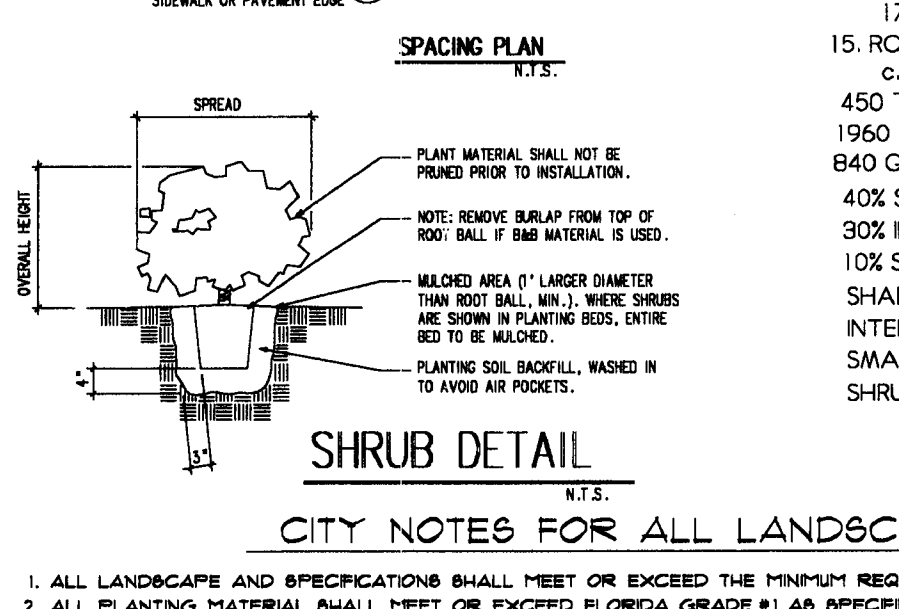 SIDEWALK OR PAVEMENT EDGE
SPACING PLAN
N.T.S.
SPREAD
OVERALL HEIGHT
PLANT MATERIAL SHALL NOT BE
PRUNED PRIOR TO INSTALLATION.
NOTE: REMOVE BURLAP FROM TOP OF
ROOT BALL IF B&B MATERIAL IS USED.
MULCHED AREA (1' LARGER DIAMETER
THAN ROOT BALL, MIN.). WHERE SHRUBS
ARE SHOWN IN PLANTING BEDS, ENTIRE
BED TO BE MULCHED.
PLANTING SOIL BACKFILL, WASHED IN
TO AVOID AIR POCKETS.
4"
3"
SHRUB DETAIL
N.T.S.
17
15. RO
c.
450 T
1960
840 G
40% S
30% I
10% S
SHA
INTE
SMA
SHRU
CITY NOTES FOR ALL LANDSC
1. ALL LANDSCAPE AND SPECIFICATIONS SHALL MEET OR EXCEED THE MINIMUM REQ
2. ALL PLANTING MATERIAL SHALL MEET OR EXCEED FLORIDA GRADE #1 AS SPECIFI